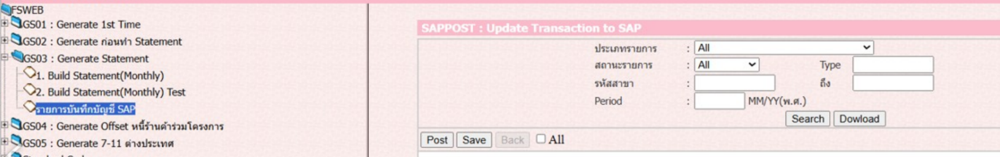 FSWEB
GS01 : Generate 1st Time
GS02 : Generate ก่อนทำ Statement
GS03 : Generate Statement
1. Build Statement(Monthly)
2. Build Statement(Monthly) Test
รายการบันทึกบัญชี SAP
GS04 : Generate Offset หนี้ร้านค้าร่วมโครงการ
GS05 : Generate 7-11 ต่างประเทศ
SAPPOST : Update Transaction to SAP
ประเภทรายการ : All
สถานะรายการ : All Type
รหัสสาขา : ถึง
Period : MM/YY(พ.ศ.)
Search Dowload
Post Save Back All